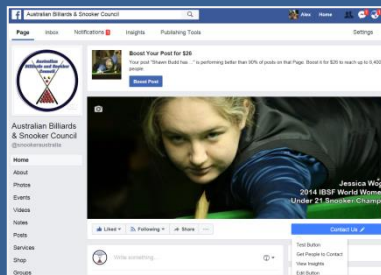 Australian Billiards & Snooker Council
Alex Home
Page Inbox Notifications Insights Publishing Tools Settings
Boost Your Post for $26
Your post "Shawn Budd has ..." is performing better than 90% of posts on that Page. Boost it for $26 to reach up to
people
Boost Post
Australian Billiards and Snooker Council
Australian Billiards
& Snooker Council
@snookeraustralia
Home
About
Photos
Events
Videos
Notes
Posts
Services
Shop
Groups
Jessica Wo
2014 IBSF World Wome
Under 21 Snooker Champ
Liked Following Share ...
Contact Us
Write something...
Test Button
Get People to Contact
View Insights
Edit Button